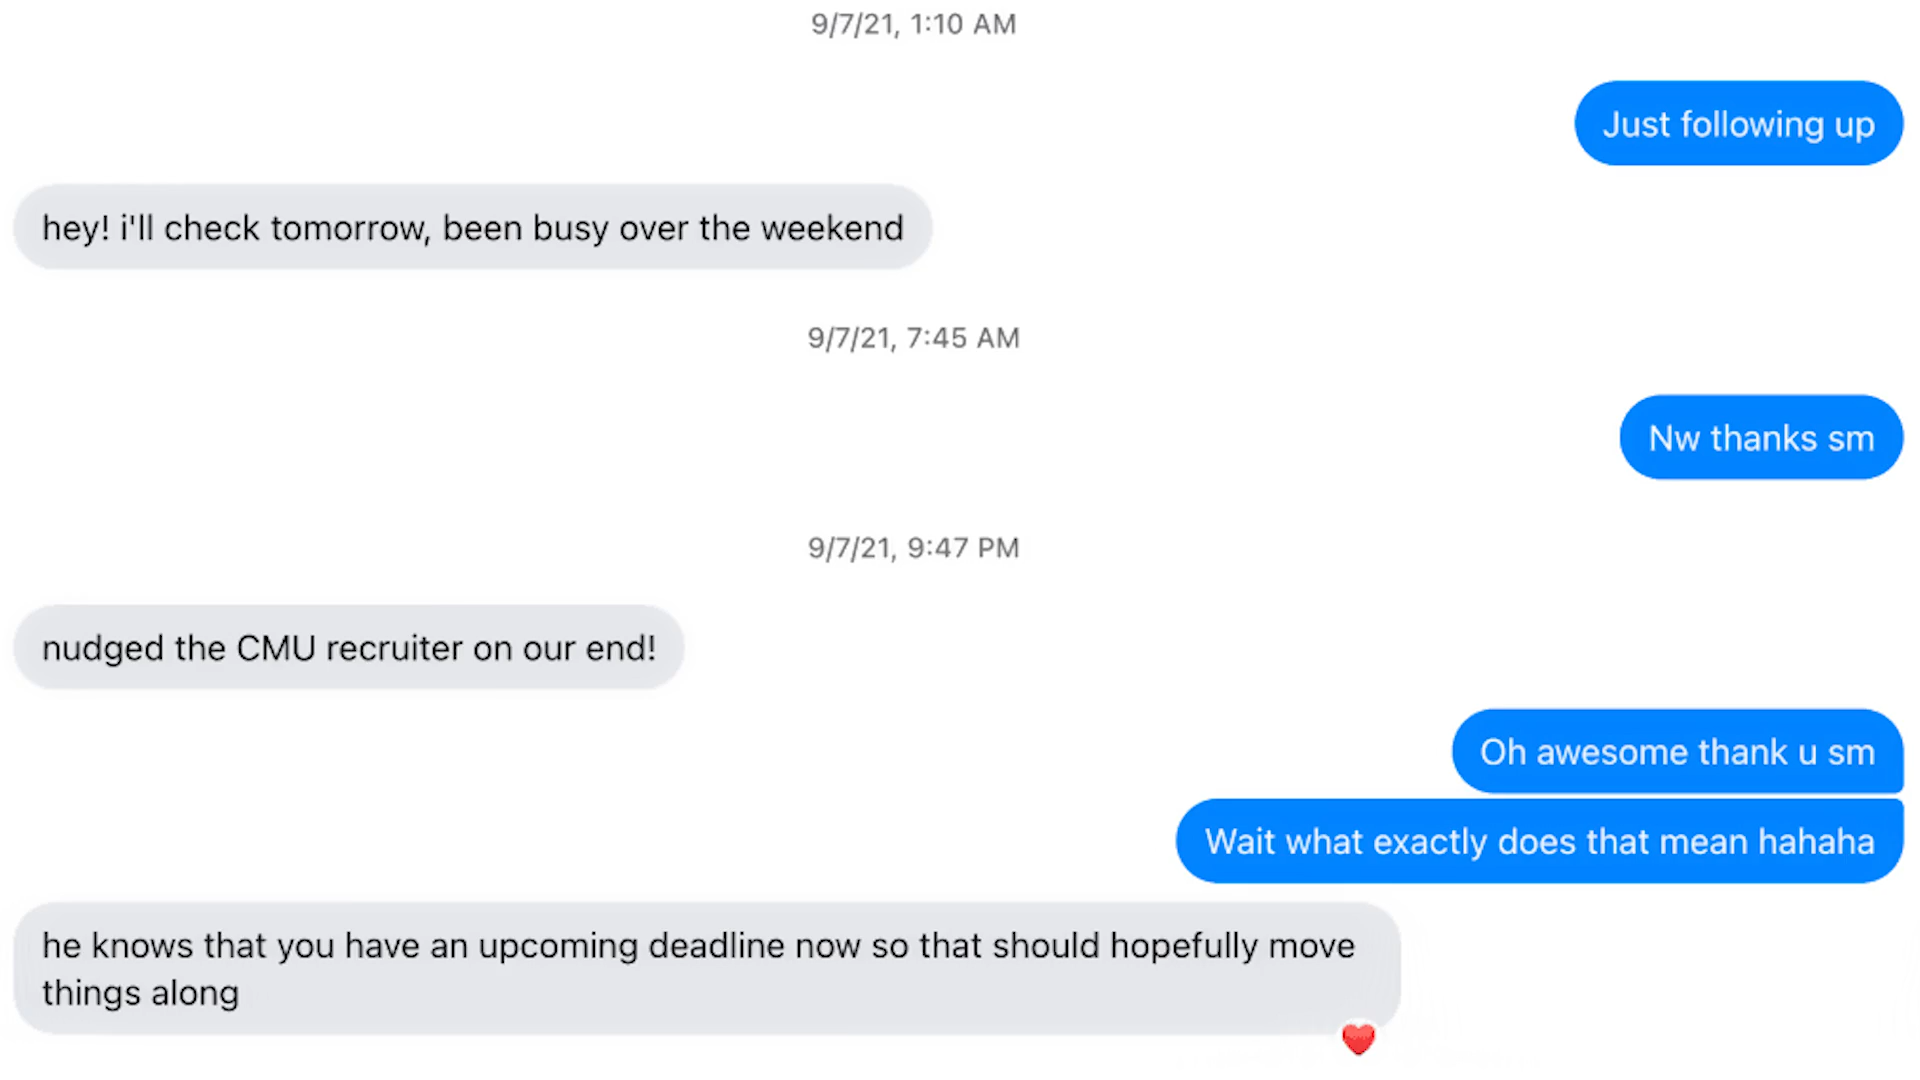 9/7/21, 1:10 AM
Just following up
hey! i'll check tomorrow, been busy over the weekend
9/7/21, 7:45 AM
Nw thanks sm
9/7/21, 9:47 PM
nudged the CMU recruiter on our end!
Oh awesome thank u sm
Wait what exactly does that mean hahaha
he knows that you have an upcoming deadline now so that should hopefully move
things along